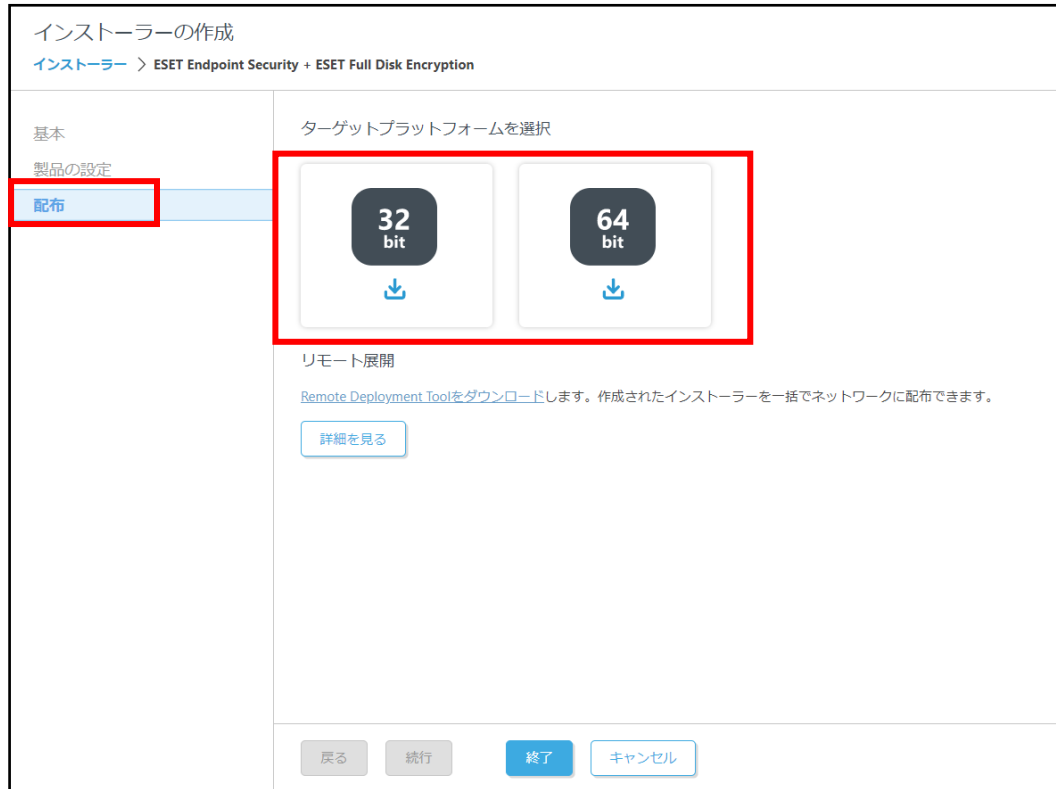 インストーラーの作成
インストーラー > ESET Endpoint Security + ESET Full Disk Encryption
基本
製品の設定
配布
ターゲットプラットフォームを選択
32 bit
64 bit
リモート展開
Remote Deployment Toolをダウンロードします。作成されたインストーラーを一括でネットワークに配布できます。
詳細を見る
戻る 続行 終了 キャンセル